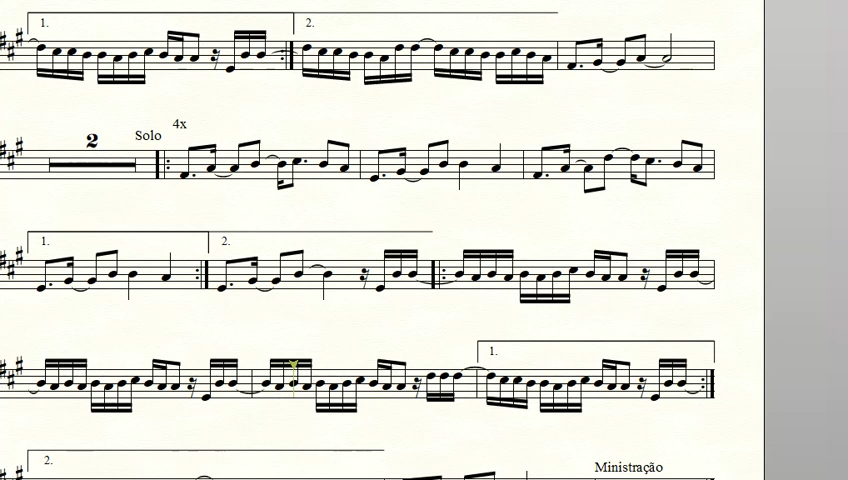 1. 2.
4x
2 Solo
1. 2.
1.
2.
Ministração